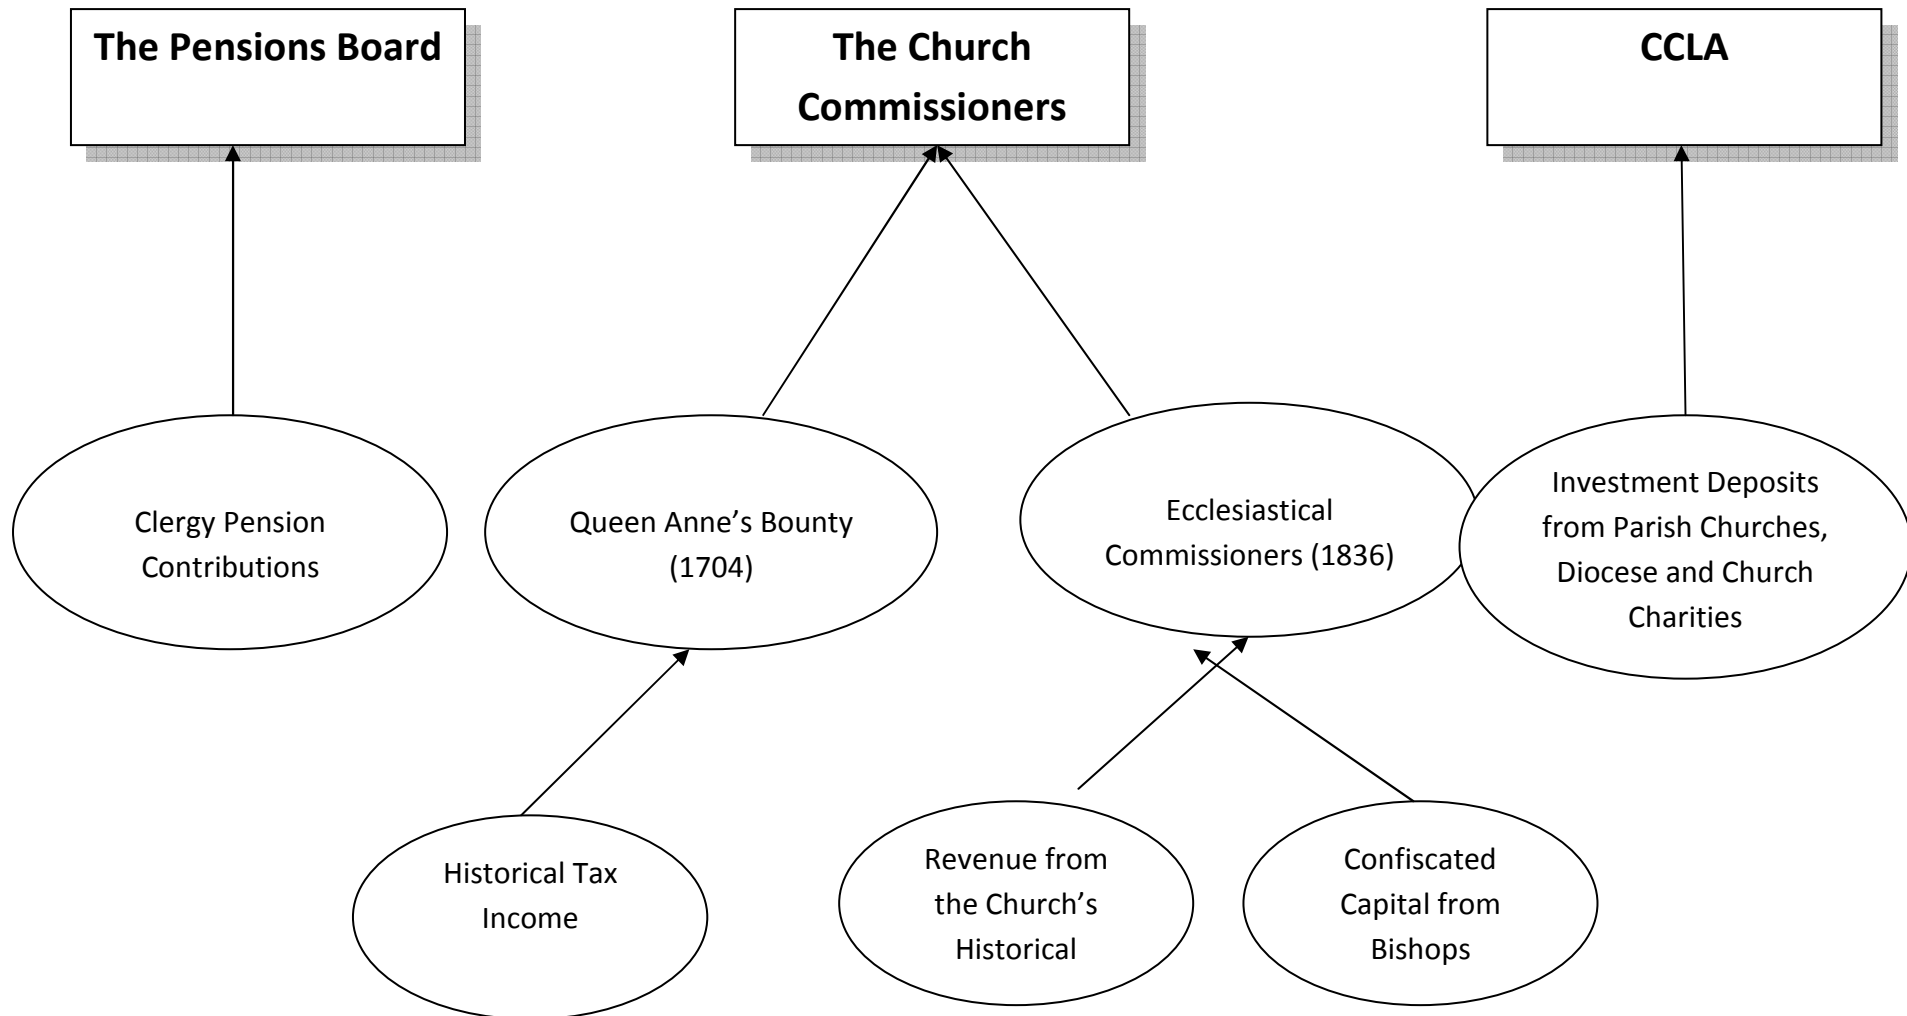 The Pensions Board
The Church
Commissioners
CCLA
Clergy Pension
Contributions
Queen Anne’s Bounty
(1704)
Ecclesiastical
Commissioners (1836)
Investment Deposits
from Parish Churches,
Diocese and Church
Charities
Historical Tax
Income
Revenue from
the Church’s
Historical
Confiscated
Capital from
Bishops